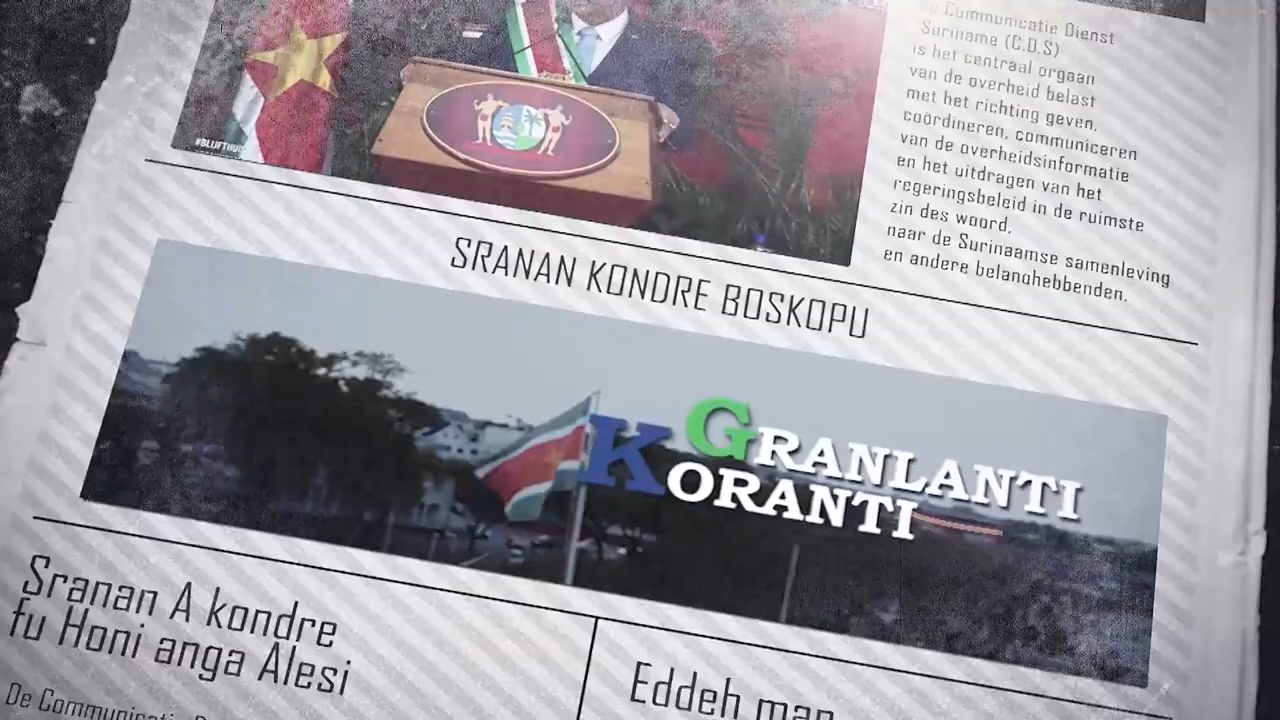 #BLUFTHUIS
Communicatie Dienst
Suriname (C.D.S)
is het centraal orgaan
van de overheid belast
met het richting geven,
coördineren, communiceren
van de overheidsinformatie
en het uitdragen van het
regeringsbeleid in de ruimste
zin des woord.
naar de Surinaamse samenleving
en andere belanghebbenden.
SRANAN KONDRE BOSKOPU
GRANLANTI
KORANTI
Sranan A kondre
fu Honi anga Alesi
De Communicatie
Eddeh man